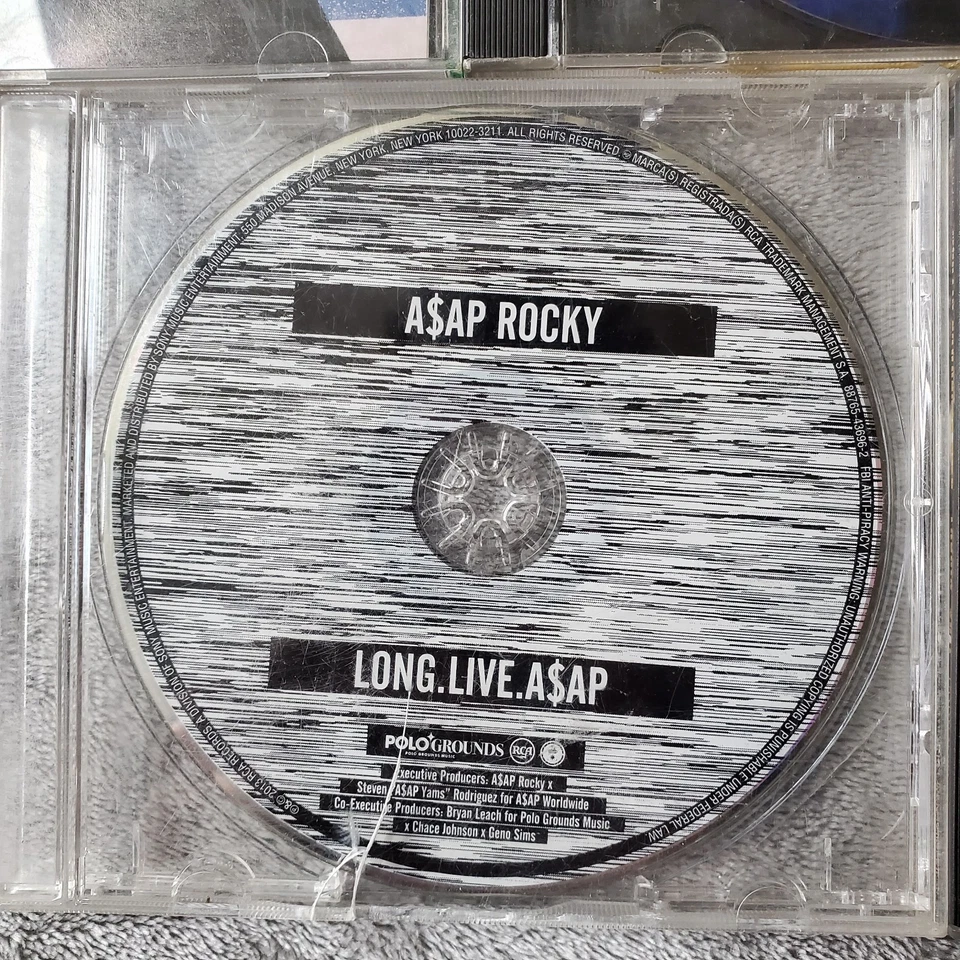 A$AP ROCKY
LONG.LIVE.A$AP
POLO GROUNDS RCA
POLO GROUNDS MUSIC
Executive Producers: A$AP Rocky x
Steven "A$AP Yams" Rodriguez for A$AP Worldwide
Co-Executive Producers: Bryan Leach for Polo Grounds Music
x Chace Johnson x Geno Sims
℗&© 2013 RCA RECORDS, A DIVISION OF SONY MUSIC ENTERTAINMENT. MARKETED AND DISTRIBUTED BY SONY MUSIC ENTERTAINMENT, 550 MADISON AVENUE, NEW YORK, NEW YORK 10022-3211. ALL RIGHTS RESERVED. MARCA(S) REGISTRADA(S) RCA TRADEMARK MANAGEMENT S.A. 88765-43696-2 FBI ANTI-PIRACY WARNING: UNAUTHORIZED COPYING IS PUNISHABLE UNDER FEDERAL LAW.